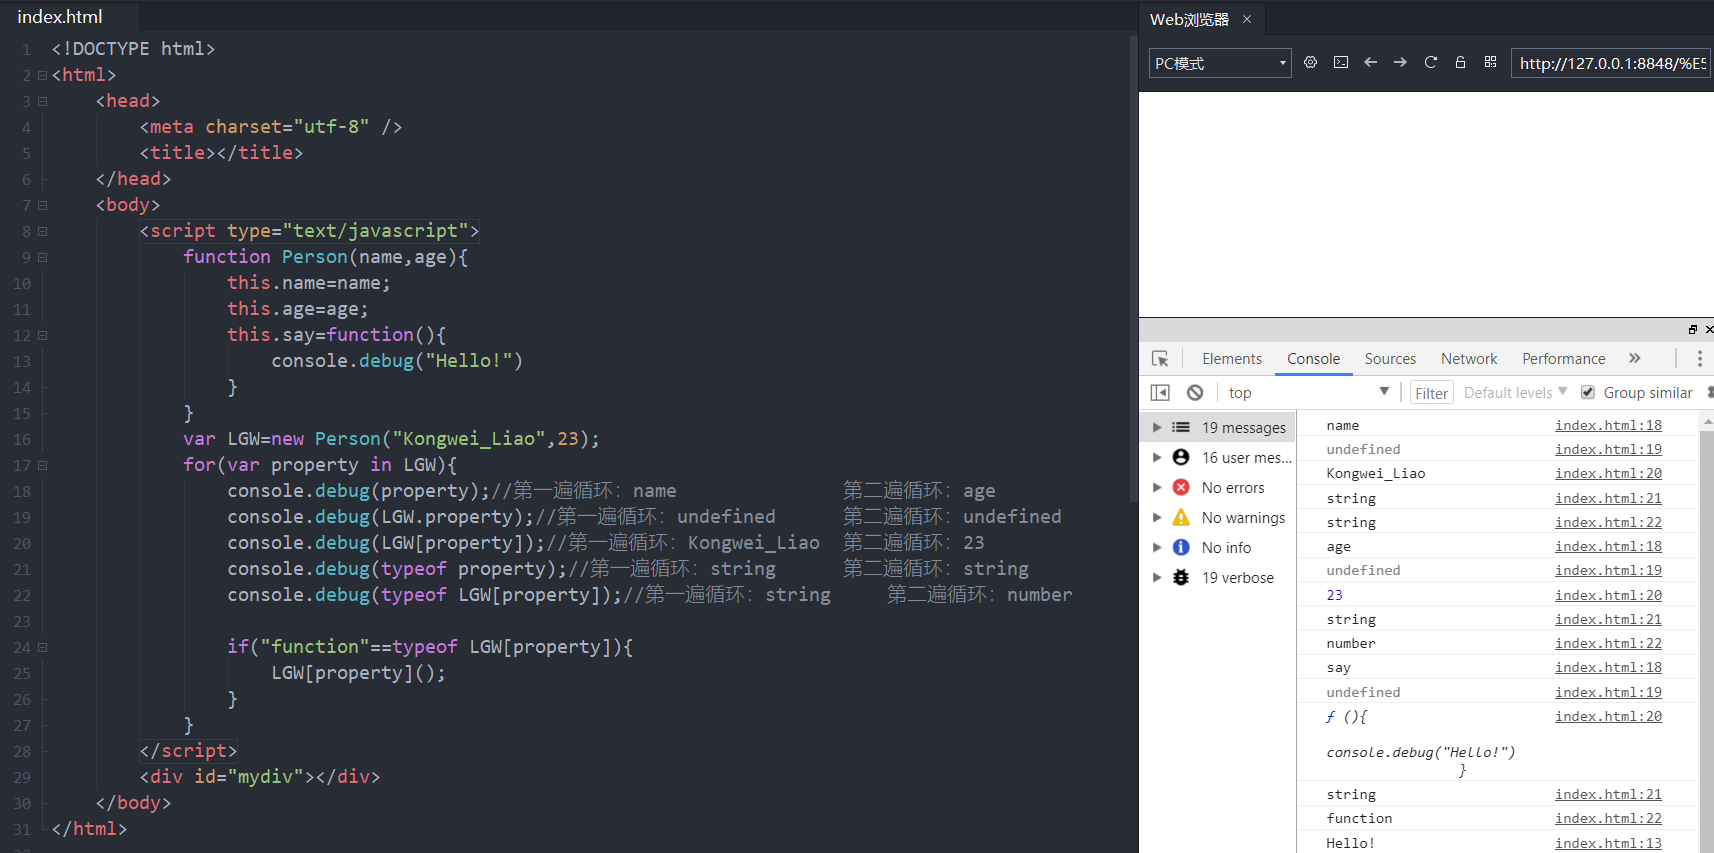 index.html
1 <!DOCTYPE html>
2 <html>
3 <head>
4 <meta charset="utf-8" />
5 <title></title>
6 </head>
7 <body>
8 <script type="text/javascript">
9 function Person(name,age){
10 this.name=name;
11 this.age=age;
12 this.say=function(){
13 console.debug("Hello!")
14 }
15 }
16 var LGW=new Person("Kongwei_Liao",23);
17 for(var property in LGW){
18 console.debug(property);//第一遍循环：name 第二遍循环：age
19 console.debug(LGW.property);//第一遍循环：undefined 第二遍循环：undefined
20 console.debug(LGW[property]);//第一遍循环：Kongwei_Liao 第二遍循环：23
21 console.debug(typeof property);//第一遍循环：string 第二遍循环：string
22 console.debug(typeof LGW[property]);//第一遍循环：string 第二遍循环：number
23
24 if("function"==typeof LGW[property]){
25 LGW[property]();
26 }
27 }
28 </script>
29 <div id="mydiv"></div>
30 </body>
31 </html>
Web浏览器
PC模式 http://127.0.0.1:8848/%E5
Elements Console Sources Network Performance
top Filter Default levels Group similar
19 messages
16 user mes...
No errors
No warnings
No info
19 verbose
name index.html:18
undefined index.html:19
Kongwei_Liao index.html:20
string index.html:21
string index.html:22
age index.html:18
undefined index.html:19
23 index.html:20
string index.html:21
number index.html:22
say index.html:18
undefined index.html:19
ƒ (){ index.html:20
console.debug("Hello!")
}
string index.html:21
function index.html:22
Hello! index.html:13